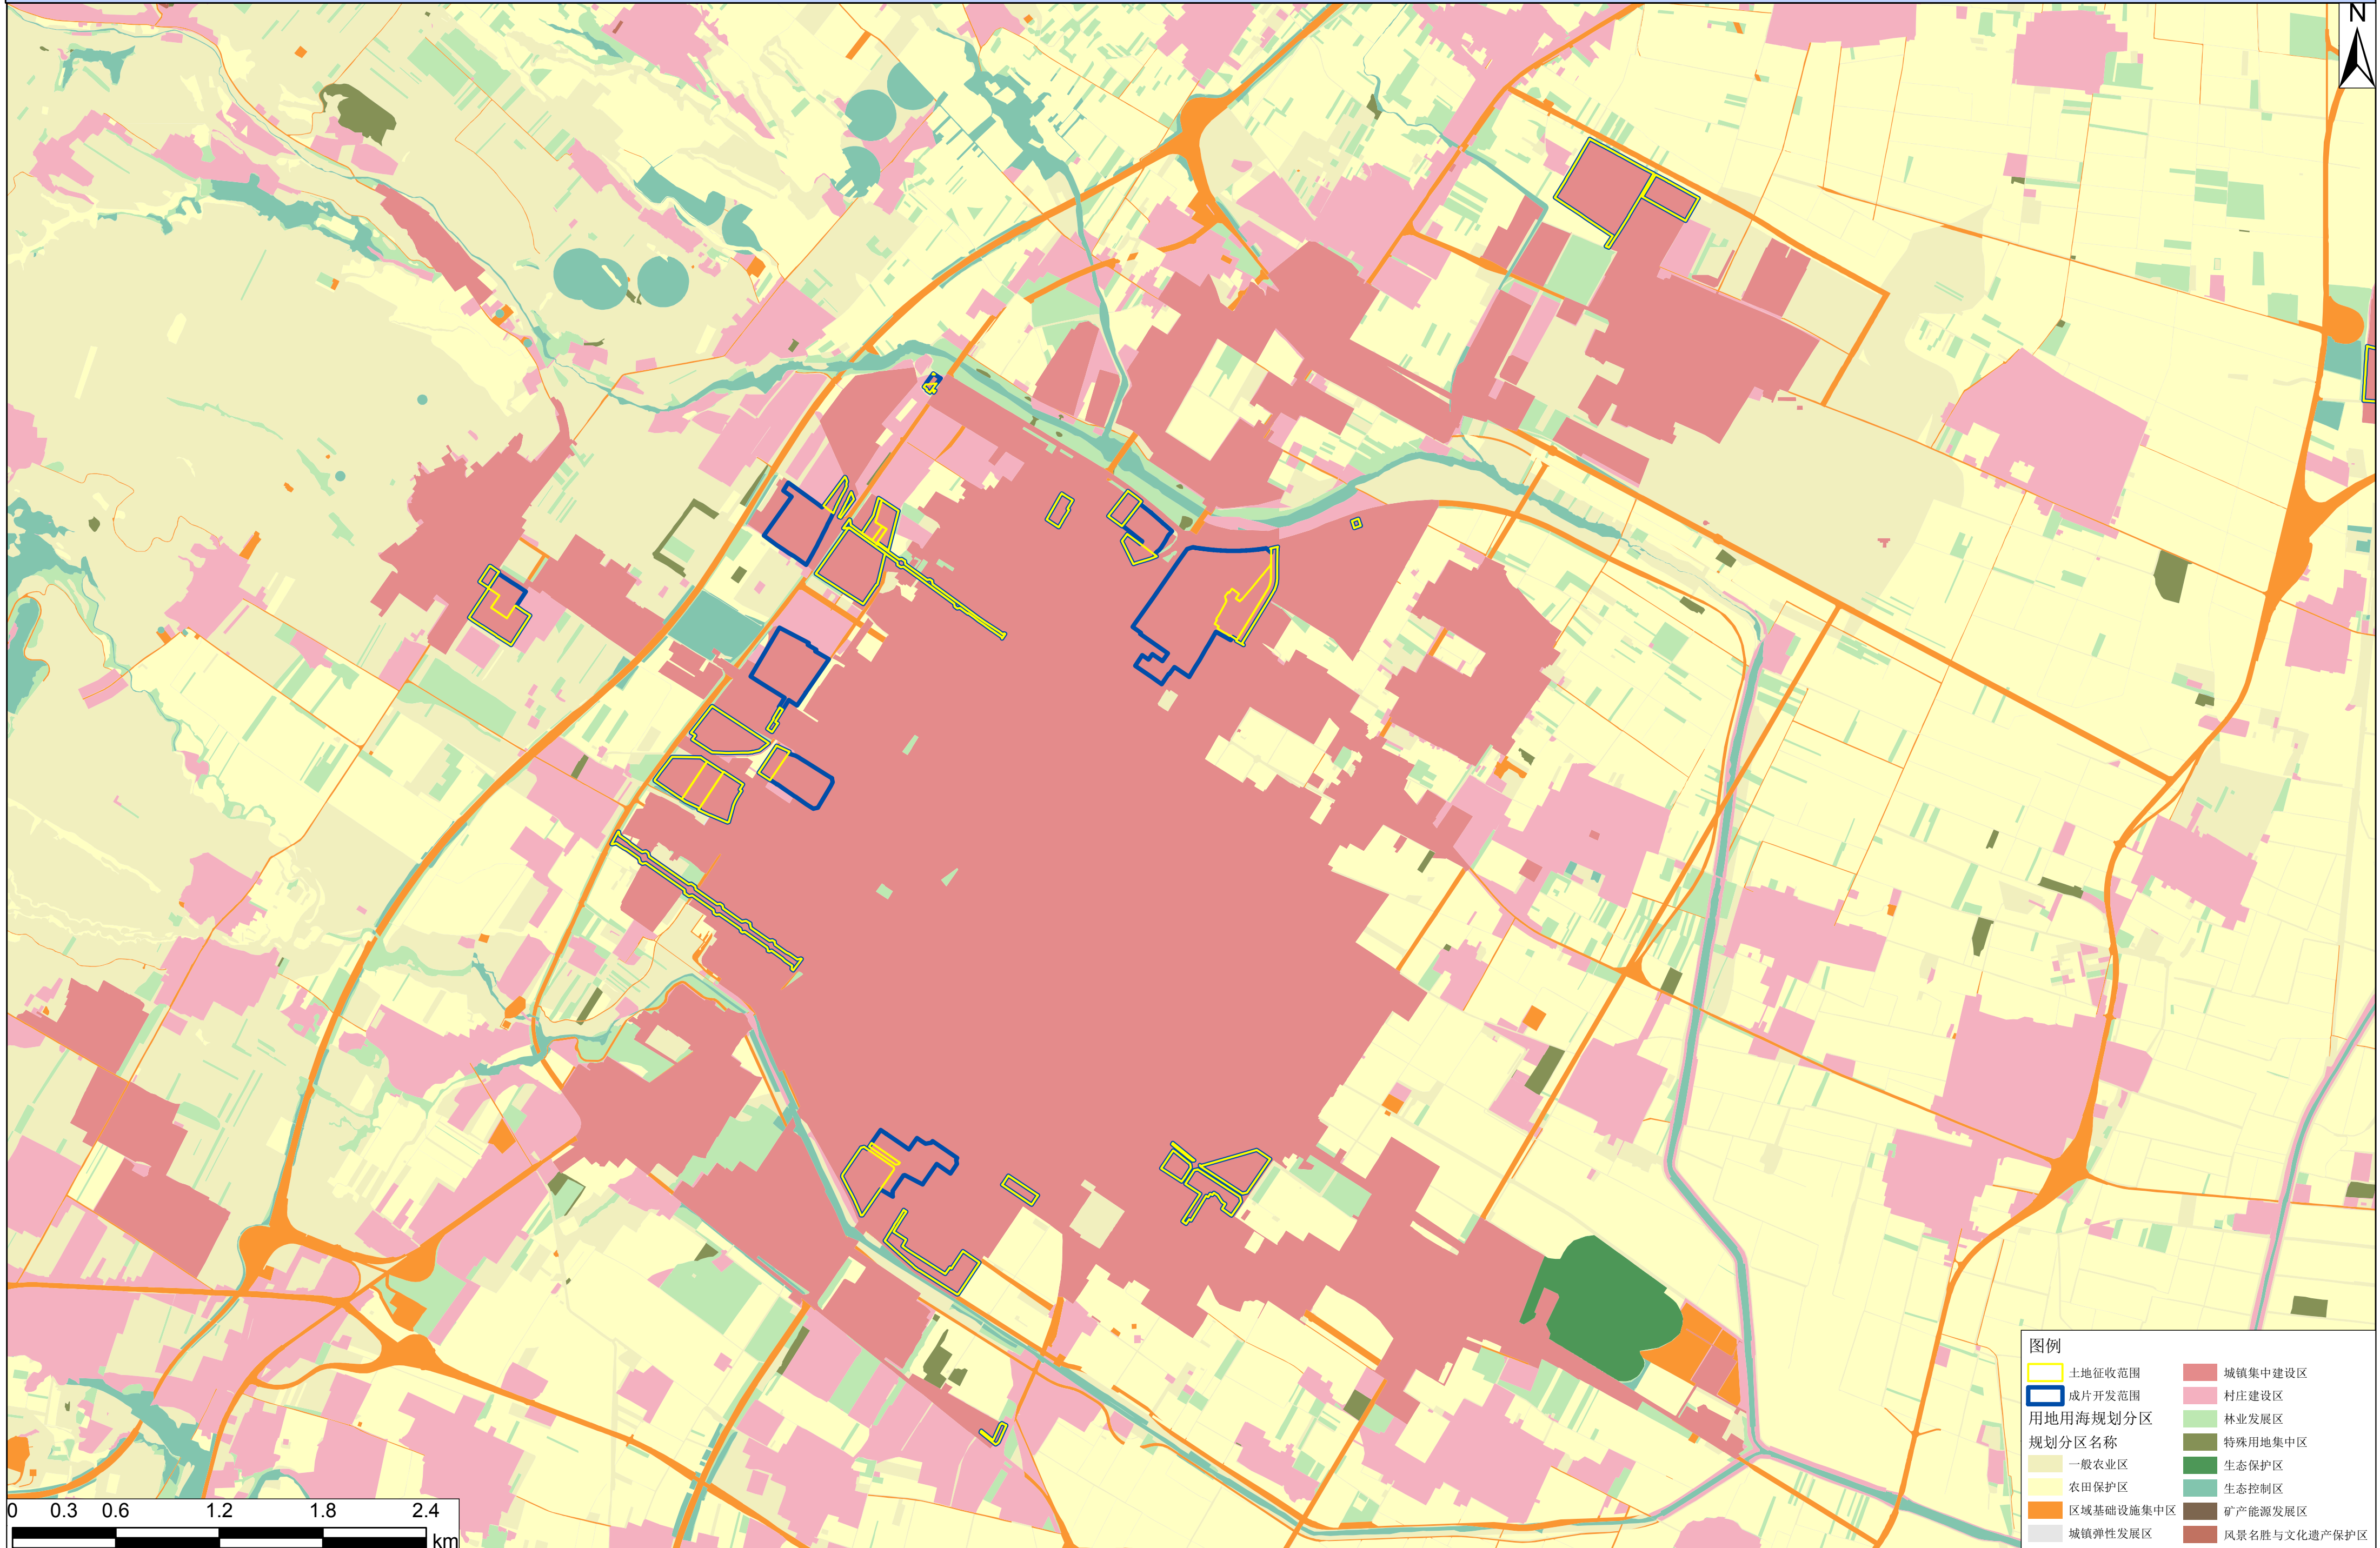 N
0 0.3 0.6 1.2 1.8 2.4
km
图例
土地征收范围
成片开发范围
用地用海规划分区
规划分区名称
一般农业区
农田保护区
区域基础设施集中区
城镇弹性发展区
城镇集中建设区
村庄建设区
林业发展区
特殊用地集中区
生态保护区
生态控制区
矿产能源发展区
风景名胜与文化遗产保护区